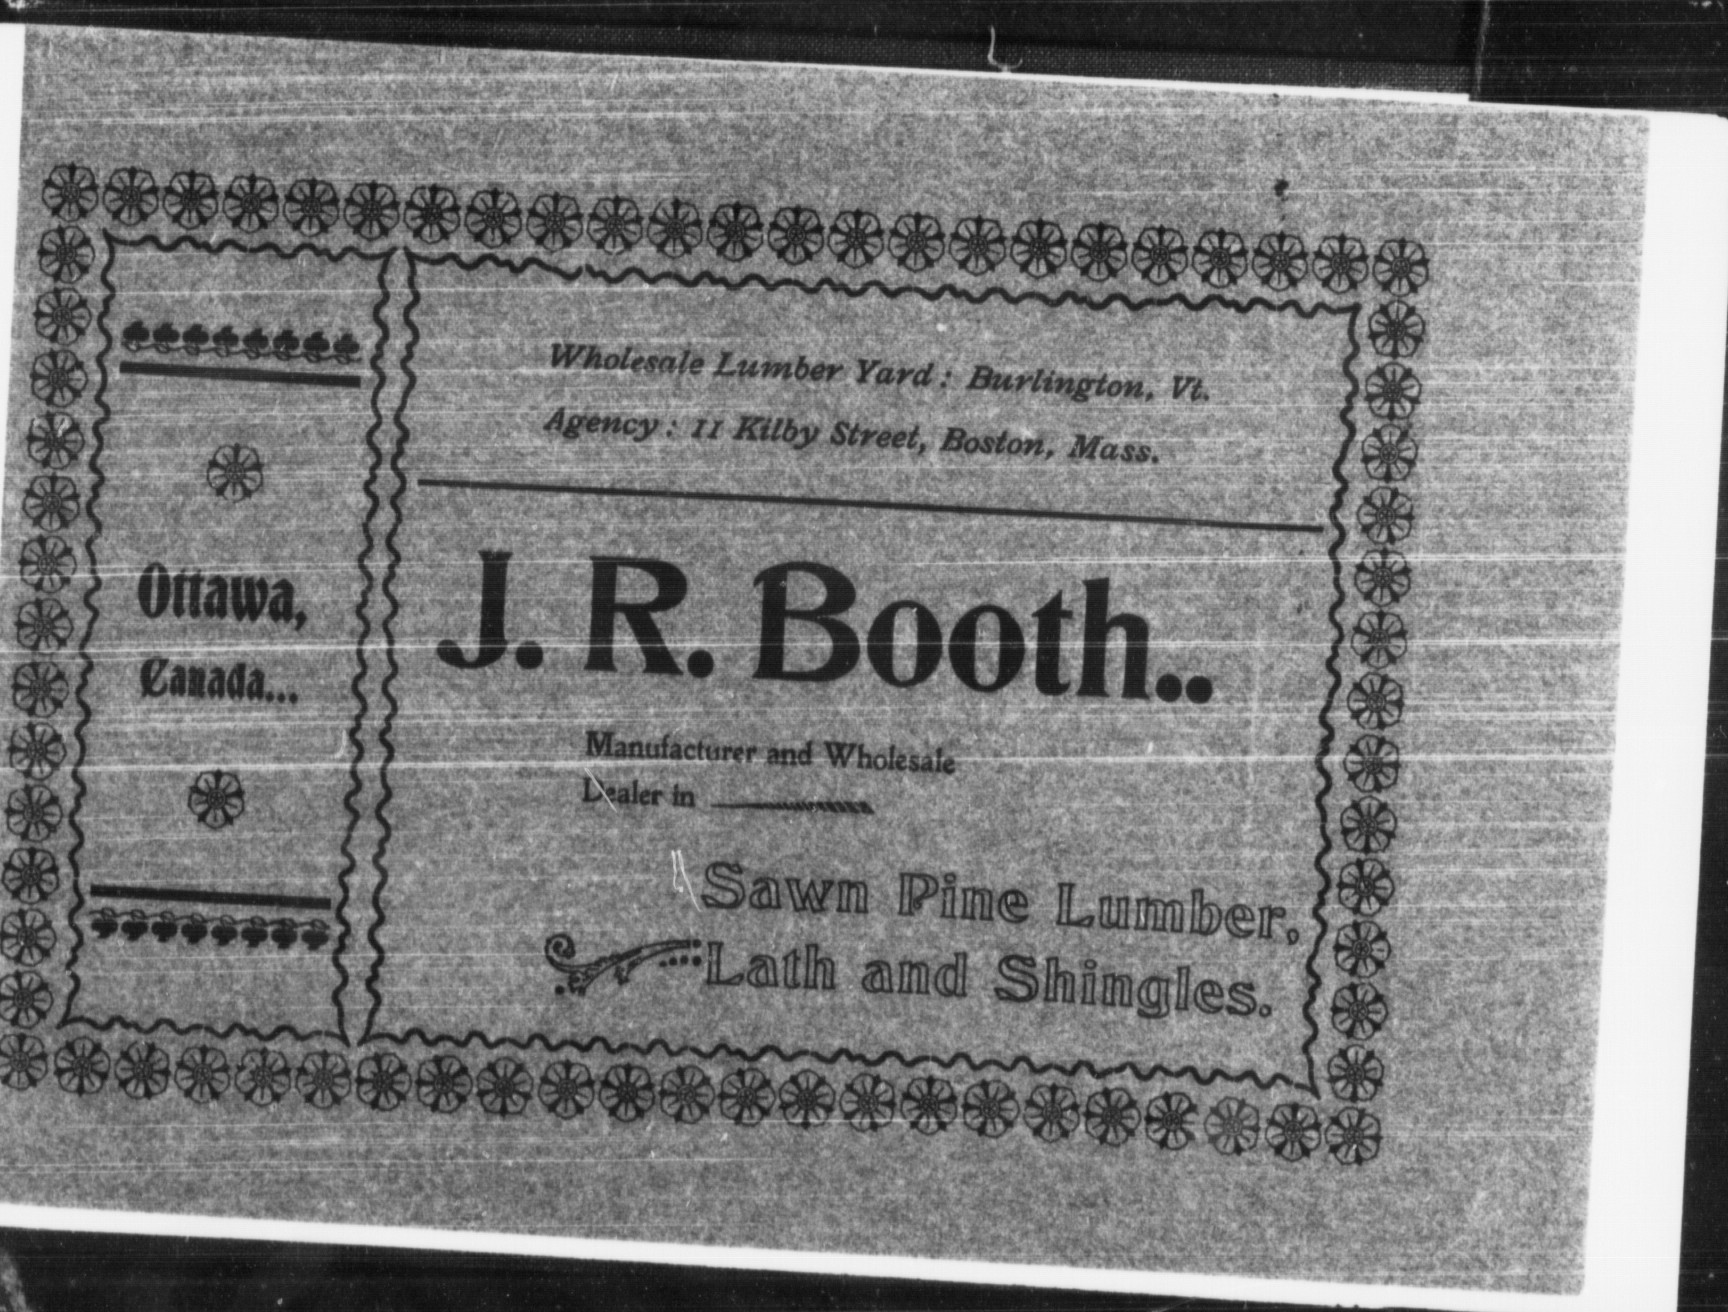 Wholesale Lumber Yard: Burlington, Vt.
Agency: 11 Kilby Street, Boston, Mass.
Ottawa,
Canada...
J. R. Booth..
Manufacturer and Wholesale
Dealer in
Sawn Pine Lumber,
Lath and Shingles.